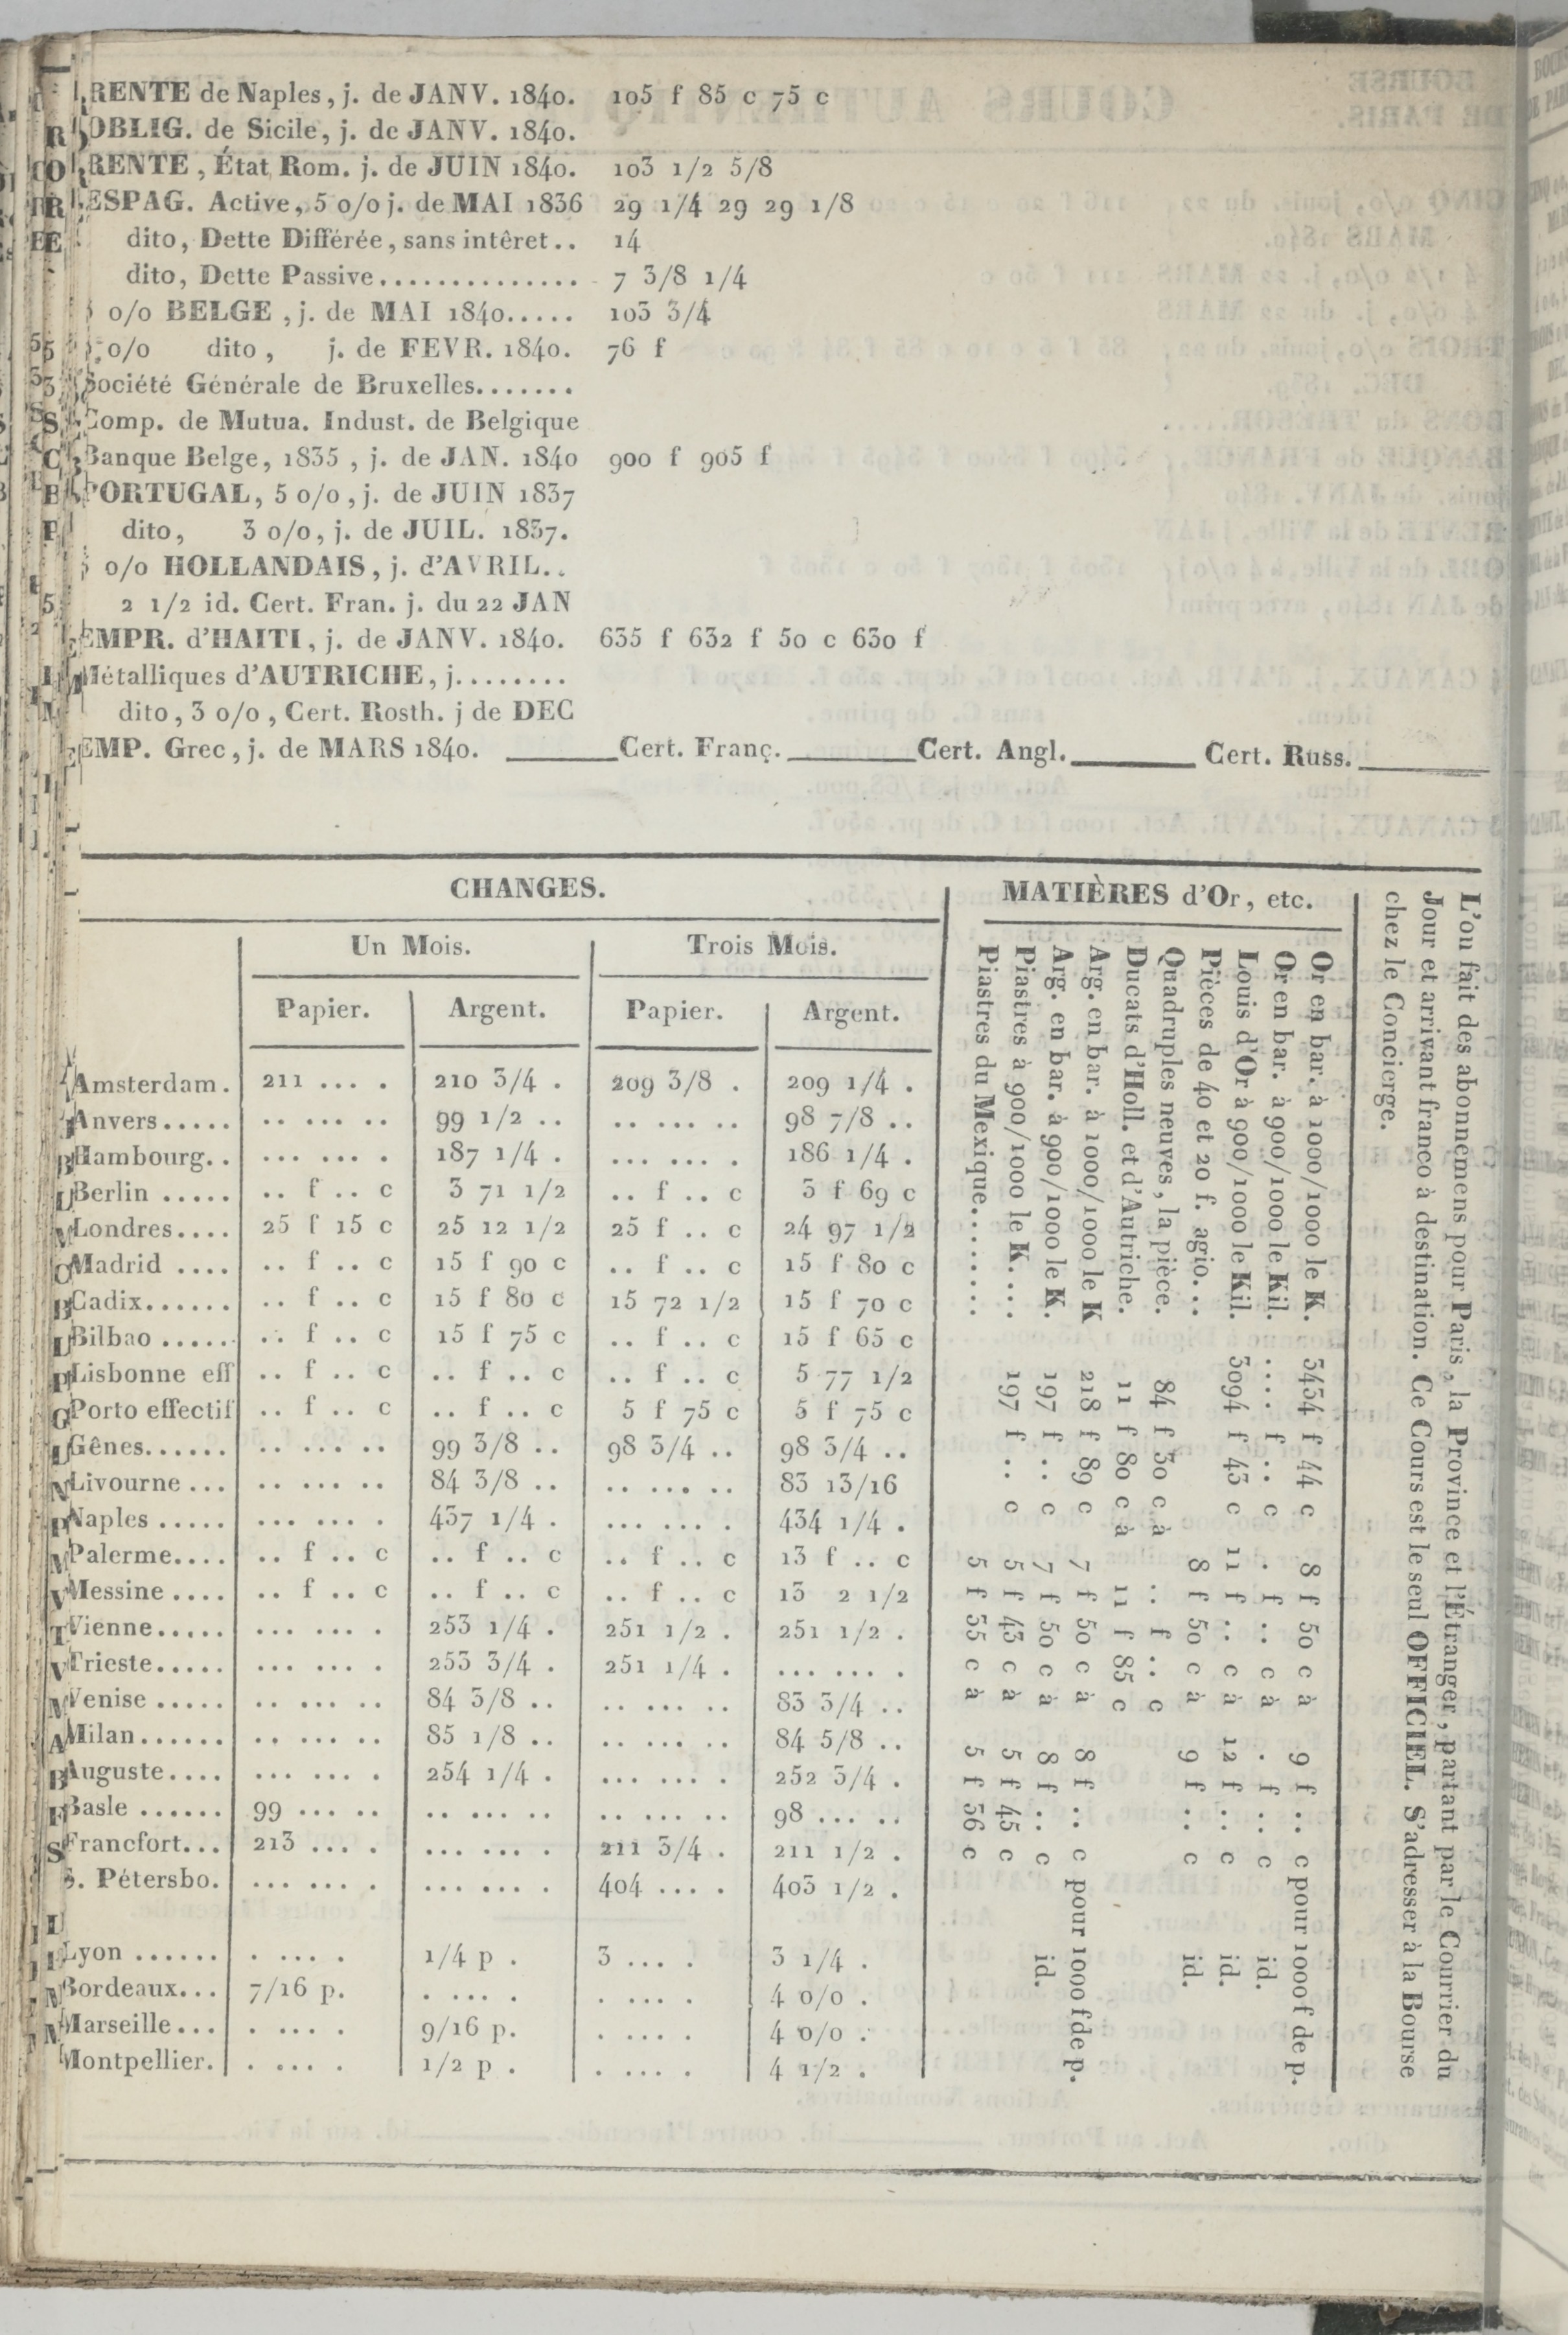 RENTE de Naples, j. de JANV. 1840. 105 f 85 c 75 c
OBLIG. de Sicile, j. de JANV. 1840.
RENTE, État Rom. j. de JUIN 1840. 103 1/2 5/8
ESPAG. Active, 5 o/o j. de MAI 1836 29 1/4 29 29 1/8
dito, Dette Différée, sans intêret.. 14
dito, Dette Passive.............. 7 3/8 1/4
o/o BELGE, j. de MAI 1840..... 103 3/4
o/o dito, j. de FEVR. 1840. 76 f
Société Générale de Bruxelles.......
Comp. de Mutua. Indust. de Belgique
Banque Belge, 1835, j. de JAN. 1840 900 f 905 f
PORTUGAL, 5 o/o, j. de JUIN 1837
dito, 3 o/o, j. de JUIL. 1837.
o/o HOLLANDAIS, j. d'AVRIL..
2 1/2 id. Cert. Fran. j. du 22 JAN
EMPR. d'HAITI, j. de JANV. 1840. 635 f 632 f 50 c 630 f
Métalliques d'AUTRICHE, j........
dito, 3 o/o, Cert. Rosth. j de DEC
EMP. Grec, j. de MARS 1840. ______Cert. Franç.______Cert. Angl.______Cert. Russ.______
CHANGES.
Un Mois. Trois Mois.
Papier. Argent. Papier. Argent.
Amsterdam. 211 ... . 210 3/4 . 209 3/8 . 209 1/4 .
Anvers..... .. ... .. 99 1/2 .. .. ... .. 98 7/8 ..
Hambourg.. ... ... . 187 1/4 . ... ... . 186 1/4 .
Berlin ..... .. f .. c 3 71 1/2 .. f .. c 3 f 69 c
Londres.... 25 f 15 c 25 12 1/2 25 f .. c 24 97 1/2
Madrid .... .. f .. c 15 f 90 c .. f .. c 15 f 80 c
Cadix...... .. f .. c 15 f 80 c 15 72 1/2 15 f 70 c
Bilbao ..... .. f .. c 15 f 75 c .. f .. c 15 f 65 c
Lisbonne eff .. f .. c .. f .. c .. f .. c 5 77 1/2
Porto effectif .. f .. c .. f .. c 5 f 75 c 5 f 75 c
Gênes...... .. ... .. 99 3/8 .. 98 3/4 .. 98 3/4 ..
Livourne ... .. ... .. 84 3/8 .. .. ... .. 83 13/16
Naples ..... ... ... . 437 1/4 . ... ... . 434 1/4 .
Palerme.... .. f .. c .. f .. c .. f .. c 13 f .. c
Messine .... .. f .. c .. f .. c .. f .. c 13 2 1/2
Vienne..... ... ... . 253 1/4 . 251 1/2 . 251 1/2 .
Trieste..... ... ... . 253 3/4 . 251 1/4 . ... ... .
Venise ..... .. ... .. 84 3/8 .. .. ... .. 83 3/4 ..
Milan...... .. ... .. 85 1/8 .. .. ... .. 84 5/8 ..
Auguste.... ... ... . 254 1/4 . ... ... . 252 3/4 .
Basle ...... 99 ... .. .. ... .. .. ... .. 98 ... ..
Francfort... 213 ... . ... ... . 211 3/4 . 211 1/2 .
S. Pétersbo. ... ... . ... ... . 404 ... . 403 1/2 .
Lyon ...... . ... . 1/4 p . 3 ... . 3 1/4 .
Bordeaux... 7/16 p. . ... . . ... . 4 o/o .
Marseille... . ... . 9/16 p. . ... . 4 o/o .
Montpellier. . ... . 1/2 p . . ... . 4 1/2 .
MATIÈRES d'Or, etc.
Or en bar. à 1000/1000 le K. 3434 f 44 c 8 f 50 c à 9 f .. c pour 1000f de p.
Or en bar. à 900/1000 le Kil. .... f .. c . f .. c à . f .. c id.
Louis d'Or à 900/1000 le Kil. 3094 f 43 c 11 f .. c à 12 f .. c id.
Pièces de 40 et 20 f. agio... 8 f 50 c à 9 f .. c id.
Quadruples neuves, la pièce. 84 f 30 c à .. f .. c
Ducats d'Holl. et d'Autriche. 11 f 80 c à 11 f 85 c
Arg. en bar. à 1000/1000 le K 218 f 89 c 7 f 50 c à 8 f .. c pour 1000 f de p.
Arg. en bar. à 900/1000 le K. 197 f .. c 7 f 50 c à 8 f .. c id.
Piastres à 900/1000 le K.... 197 f .. c 5 f 43 c à 5 f 45 c
Piastres du Mexique........ 5 f 55 c à 5 f 56 c
L'on fait des abonnemens pour Paris, la Province et l'Étranger, partant par le Courrier du
Jour et arrivant franco à destination. Ce Cours est le seul OFFICIEL. S'adresser à la Bourse
chez le Concierge.